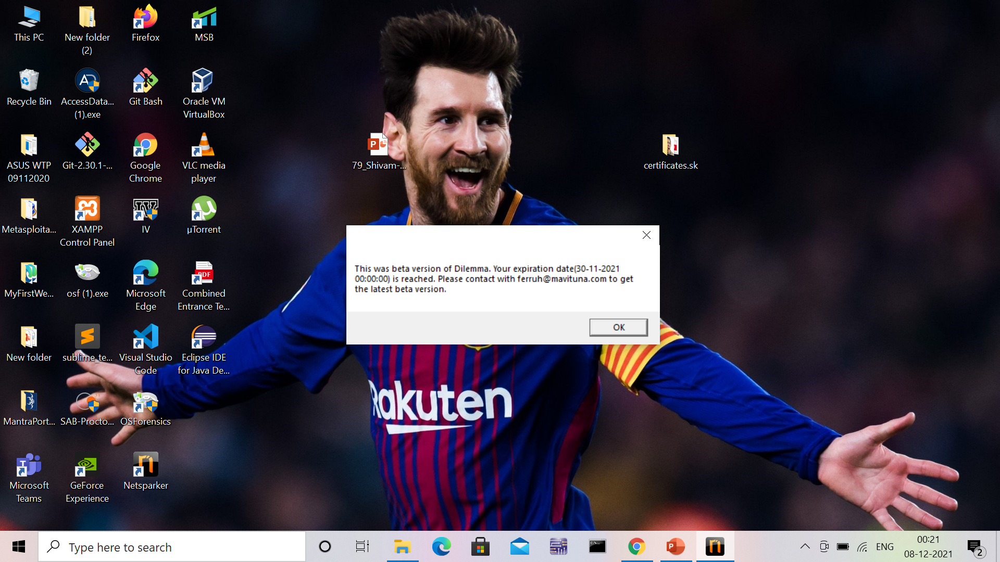 This PC
New folder
(2)
Firefox
MSB
Recycle Bin
AccessData...
(1).exe
Git Bash
Oracle VM
VirtualBox
ASUS WTP
09112020
Git-2.30.1-...
Google
Chrome
VLC media
player
79_Shivam-...
certificates.sk
Metasploita...
XAMPP
Control Panel
IV
µTorrent
This was beta version of Dilemma. Your expiration date(30-11-2021
00:00:00) is reached. Please contact with ferruh@mavituna.com to get
the latest beta version.
OK
MyFirstWe...
osf (1).exe
Microsoft
Edge
PDF
Combined
Entrance Te...
New folder
sublime_te...
Visual Studio
Code
Eclipse IDE
for Java De...
Rakuten
MantraPort...
SAB-Procto...
OSForensics
Microsoft
Teams
GeForce
Experience
Netsparker
Type here to search
ENG
00:21
08-12-2021
2